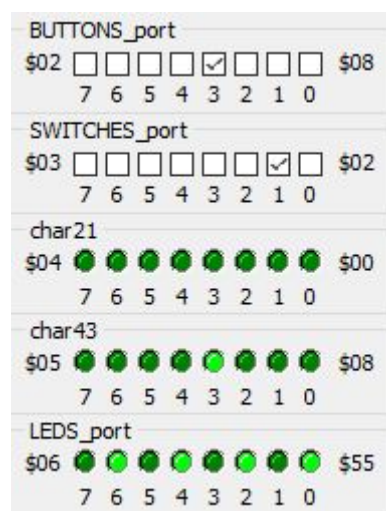 BUTTONS_port
$02 $08
7 6 5 4 3 2 1 0
SWITCHES_port
$03 $02
7 6 5 4 3 2 1 0
char21
$04 $00
7 6 5 4 3 2 1 0
char43
$05 $08
7 6 5 4 3 2 1 0
LEDS_port
$06 $55
7 6 5 4 3 2 1 0